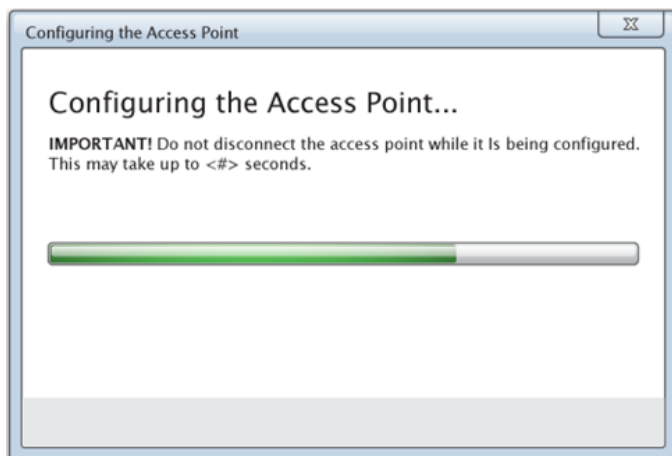 Configuring the Access Point
X
Configuring the Access Point...
IMPORTANT! Do not disconnect the access point while it Is being configured.
This may take up to <#> seconds.